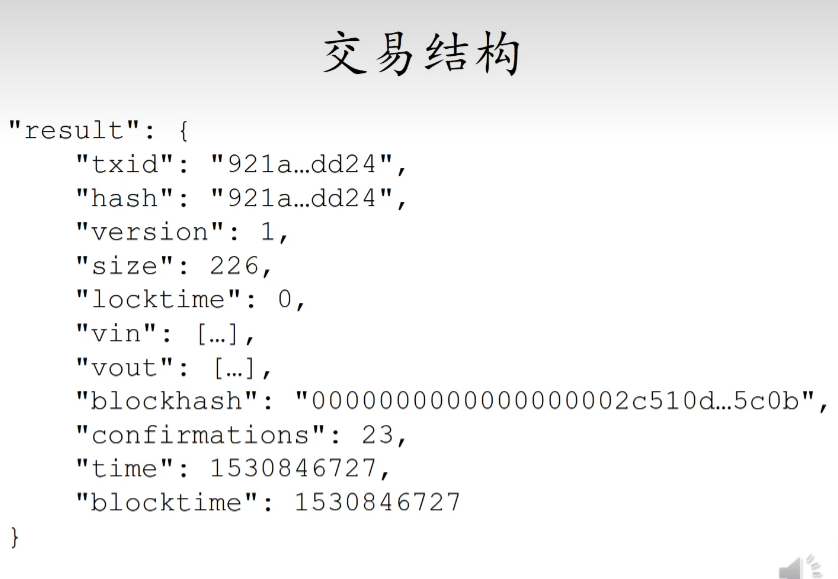 交易结构
"result": {
"txid": "921a…dd24",
"hash": "921a…dd24",
"version": 1,
"size": 226,
"locktime": 0,
"vin": […],
"vout": […],
"blockhash": "0000000000000000002c510d…5c0b",
"confirmations": 23,
"time": 1530846727,
"blocktime": 1530846727
}